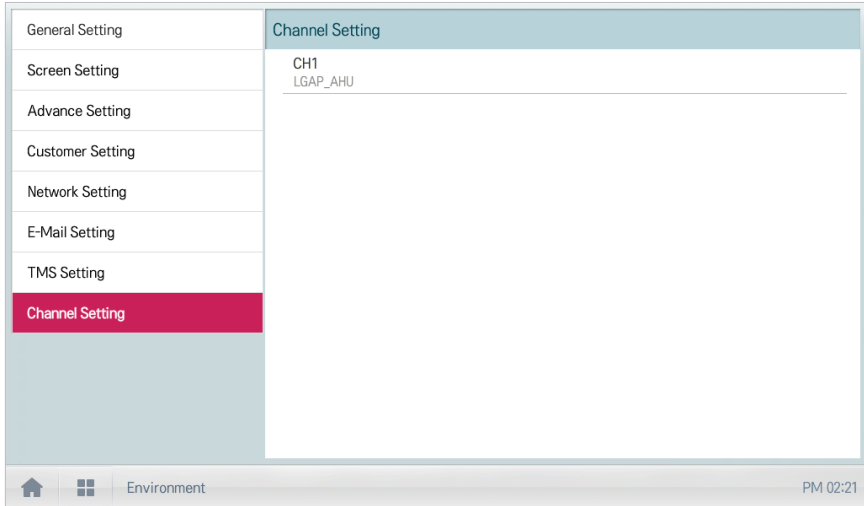 General Setting
Screen Setting
Advance Setting
Customer Setting
Network Setting
E-Mail Setting
TMS Setting
Channel Setting
Channel Setting
CH1
LGAP_AHU
Environment
PM 02:21